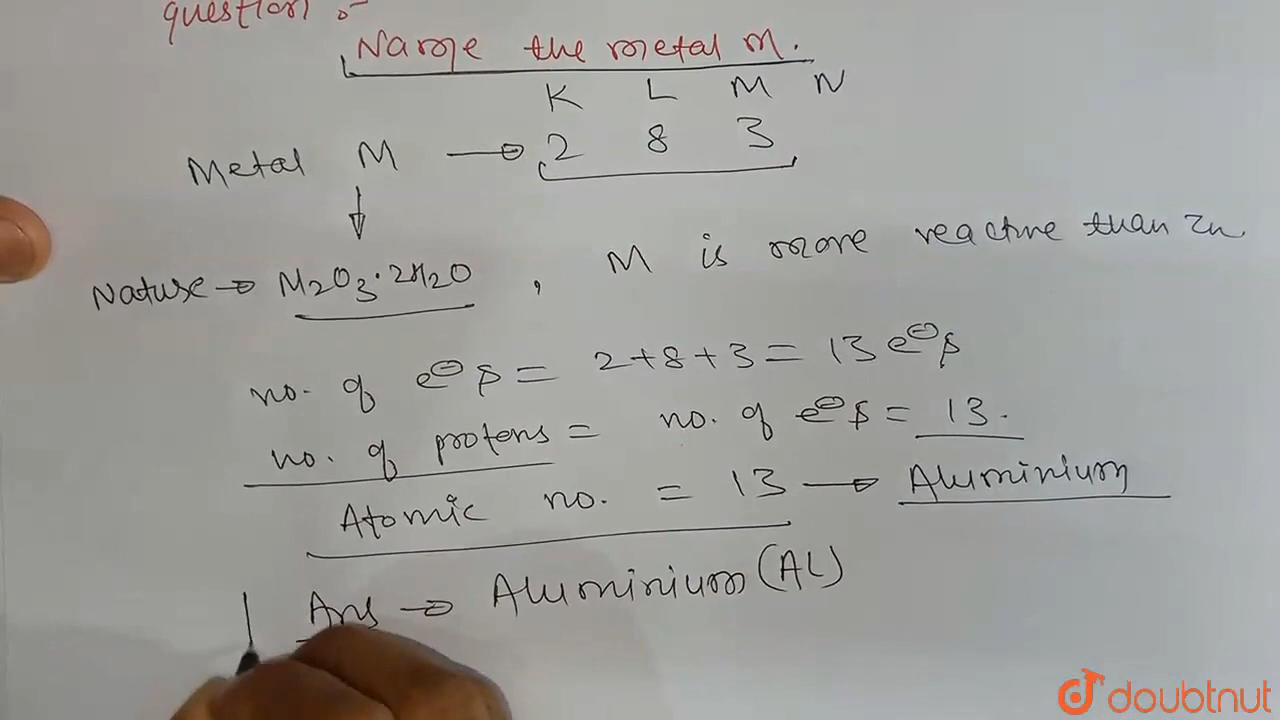 question :-
Name the metal M.
K L M N
Metal M → 2 8 3
Nature → M2O3·2H2O , M is more reactive than Zn.
no. of e⊖s = 2+8+3 = 13 e⊖s
no. of protons = no. of e⊖s = 13.
Atomic no. = 13 → Aluminium
Ans → Aluminium (AL)
doubtnut